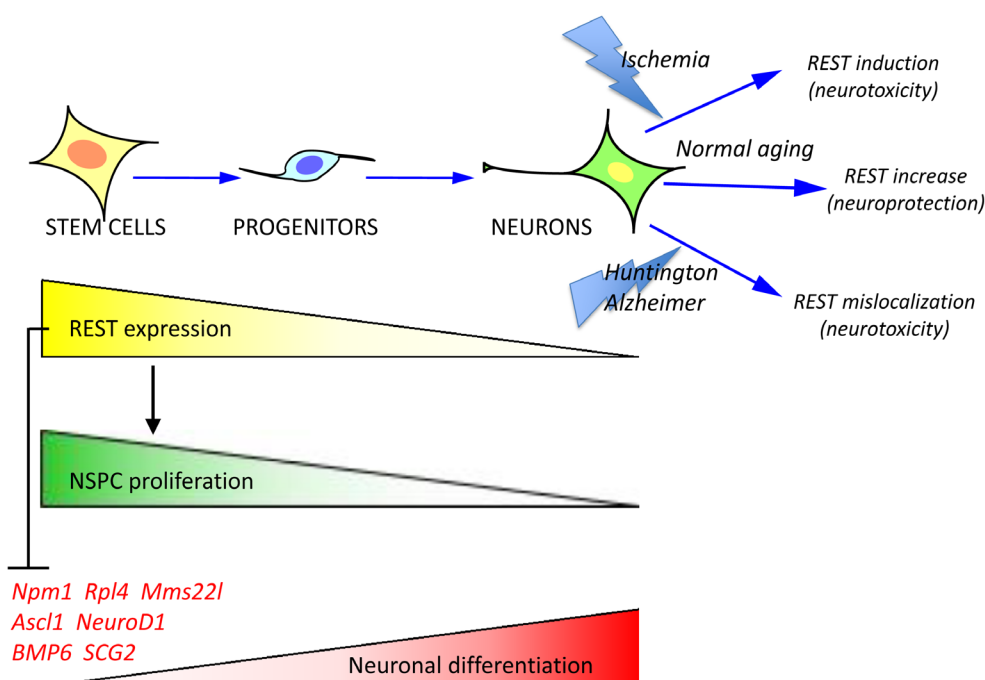 Ischemia
REST induction
(neurotoxicity)
Normal aging
REST increase
(neuroprotection)
STEM CELLS
PROGENITORS
NEURONS
Huntington
Alzheimer
REST mislocalization
(neurotoxicity)
REST expression
NSPC proliferation
Npm1 Rpl4 Mms22l
Ascl1 NeuroD1
BMP6 SCG2
Neuronal differentiation